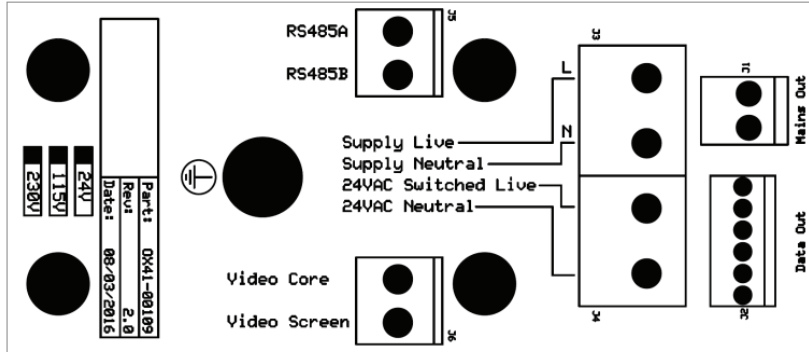 RS485A
RS485B
J5
J3
L
N
J1
Mains Out
Supply Live
Supply Neutral
24VAC Switched Live
24VAC Neutral
24V
115V
230V
Part: OX41-00109
Rev: 2.0
Date: 08/03/2016
Video Core
Video Screen
J6
J4
J2
Data Out